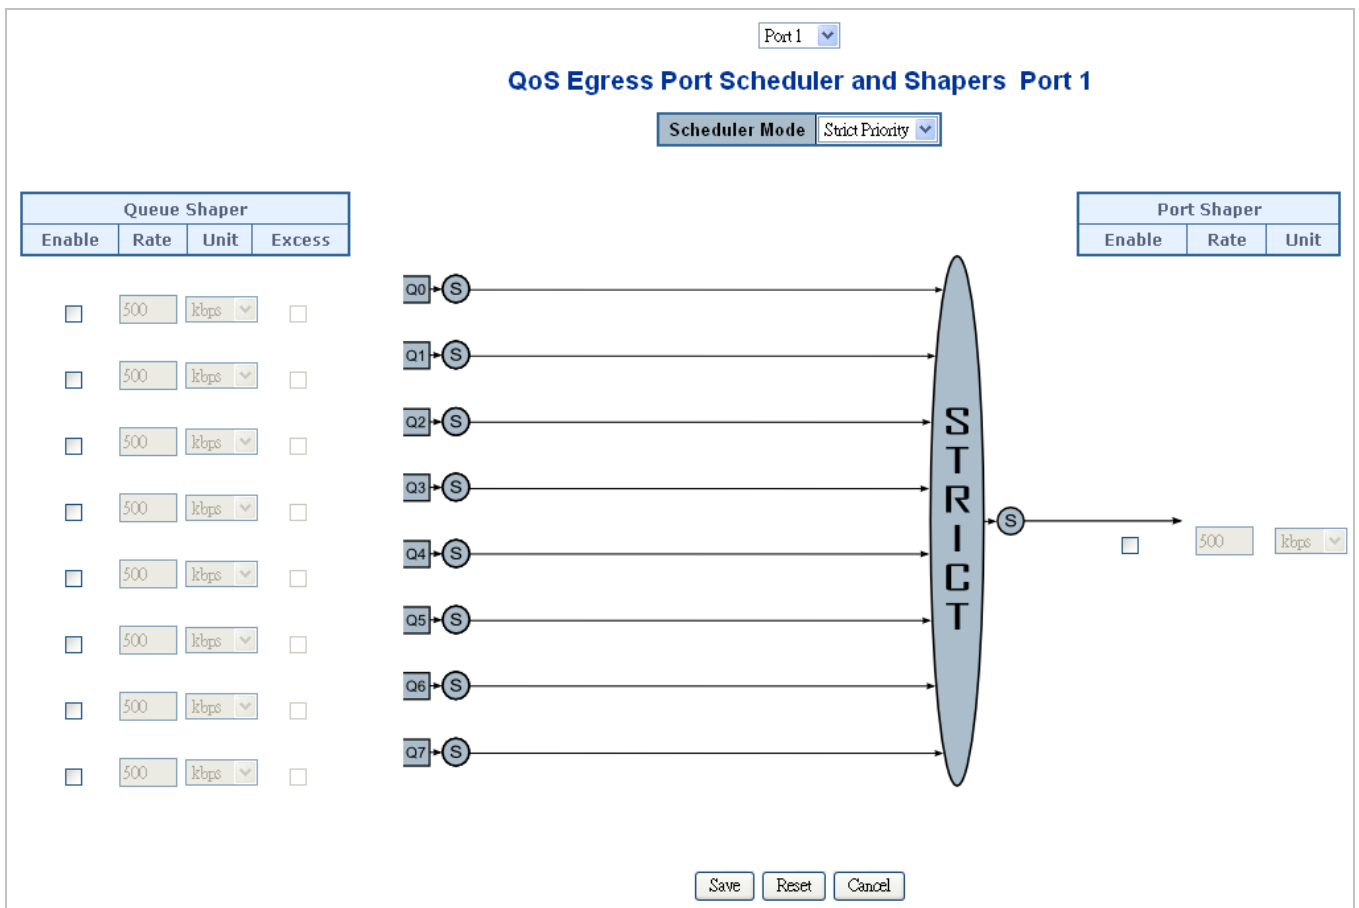 Port 1
QoS Egress Port Scheduler and Shapers Port 1
Scheduler Mode Strict Priority
Queue Shaper
Enable Rate Unit Excess
Port Shaper
Enable Rate Unit
500 kbps
500 kbps
500 kbps
500 kbps
500 kbps
500 kbps
500 kbps
500 kbps
Q0 S
Q1 S
Q2 S
Q3 S
Q4 S
Q5 S
Q6 S
Q7 S
STRICT
S
500 kbps
Save Reset Cancel